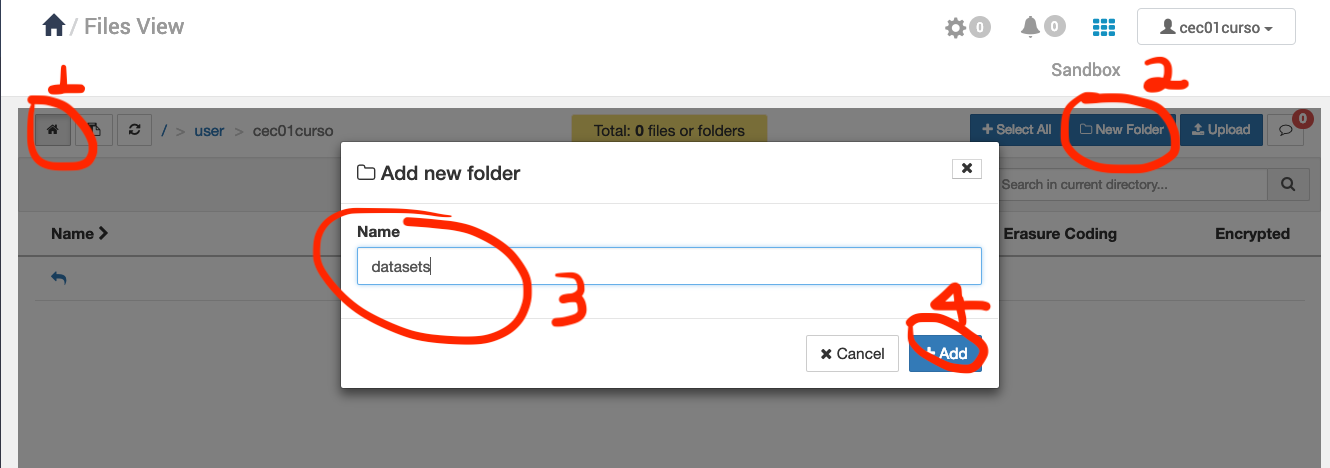 / Files View
0
0
cec01curso
Sandbox
1
2
/ > user > cec01curso
Total: 0 files or folders
+ Select All
New Folder
Upload
0
Add new folder
Search in current directory...
Name
Name
Erasure Coding
Encrypted
datasets
3
4
Cancel
+ Add